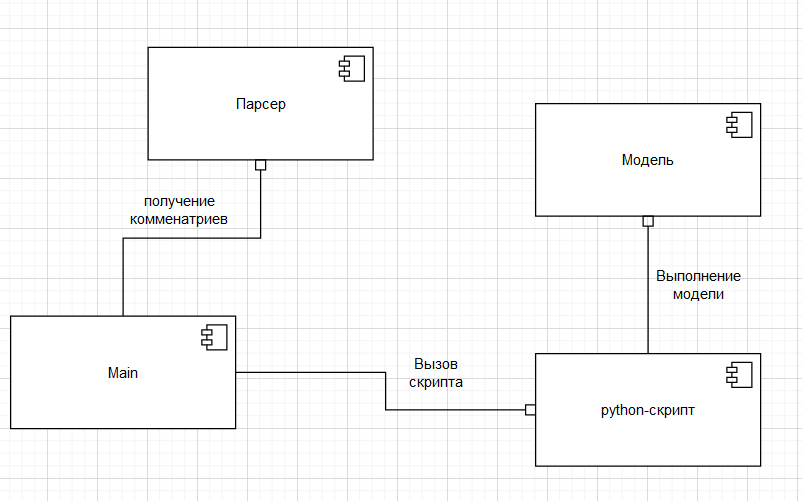 Парсер
Модель
получение
комменатриев
Выполнение
модели
Main
Вызов
скрипта
python-скрипт